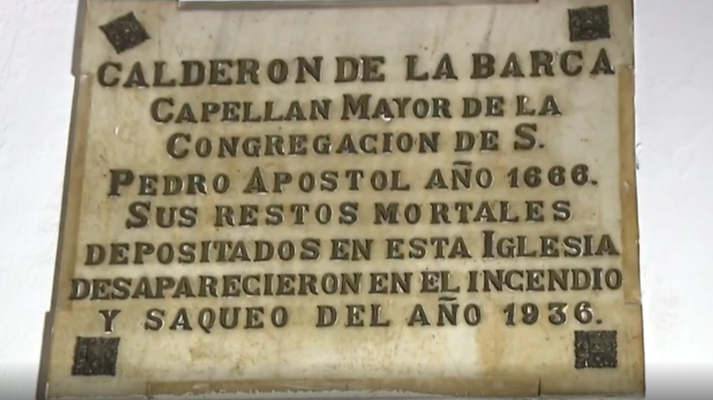 CALDERON DE LA BARCA
CAPELLAN MAYOR DE LA
CONGREGACION DE S.
PEDRO APOSTOL AÑO 1666.
SUS RESTOS MORTALES
DEPOSITADOS EN ESTA IGLESIA
DESAPARECIERON EN EL INCENDIO
Y SAQUEO DEL AÑO 1936.